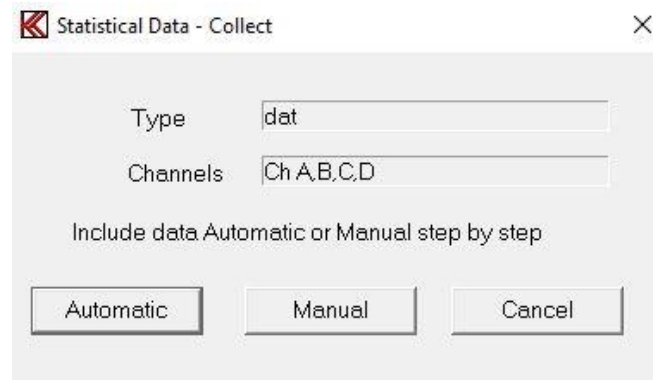 Statistical Data - Collect
Type dat
Channels Ch A,B,C,D
Include data Automatic or Manual step by step
Automatic Manual Cancel